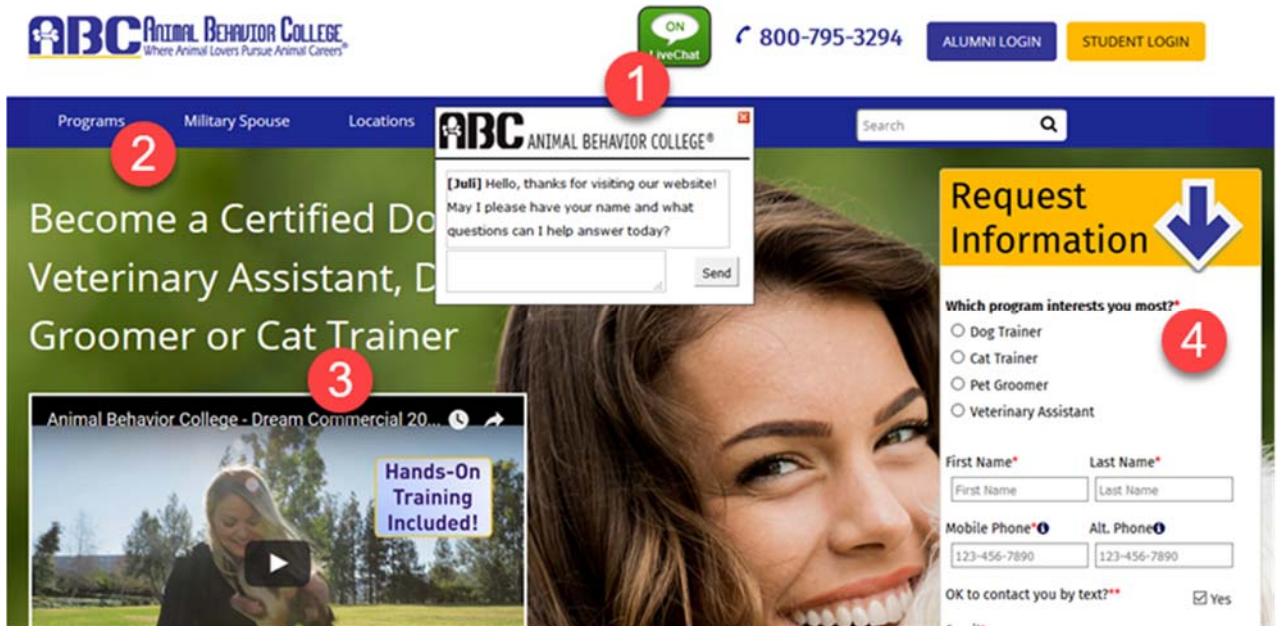 ABC ANIMAL BEHAVIOR COLLEGE
Where Animal Lovers Pursue Animal Careers®
ON
LiveChat
800-795-3294
ALUMNI LOGIN
STUDENT LOGIN
1
Programs
Military Spouse
Locations
Search
2
ABC ANIMAL BEHAVIOR COLLEGE®
[Juli] Hello, thanks for visiting our website!
May I please have your name and what
questions can I help answer today?
Send
Become a Certified Do
Veterinary Assistant, D
Groomer or Cat Trainer
3
Animal Behavior College - Dream Commercial 20...
Hands-On
Training
Included!
Request
Information
Which program interests you most?*
4
Dog Trainer
Cat Trainer
Pet Groomer
Veterinary Assistant
First Name* Last Name*
First Name Last Name
Mobile Phone* Alt. Phone
123-456-7890 123-456-7890
OK to contact you by text?** Yes